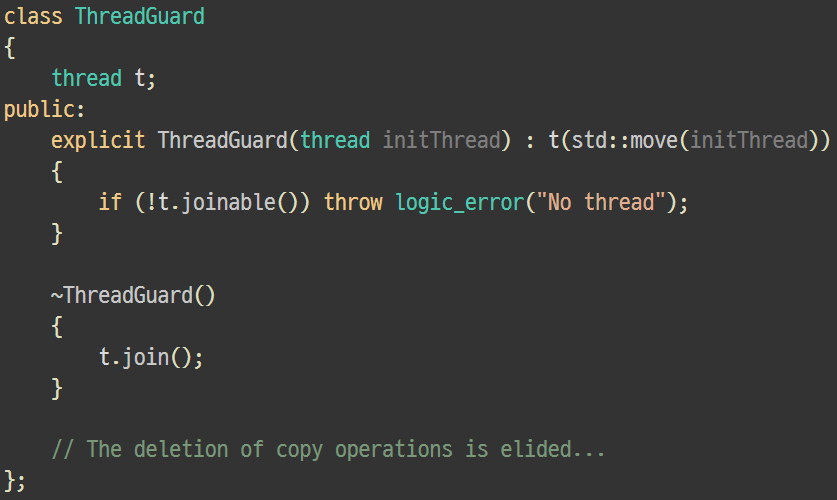 class ThreadGuard
{
    thread t;
public:
    explicit ThreadGuard(thread initThread) : t(std::move(initThread))
    {
        if (!t.joinable()) throw logic_error("No thread");
    }

    ~ThreadGuard()
    {
        t.join();
    }

    // The deletion of copy operations is elided...
};